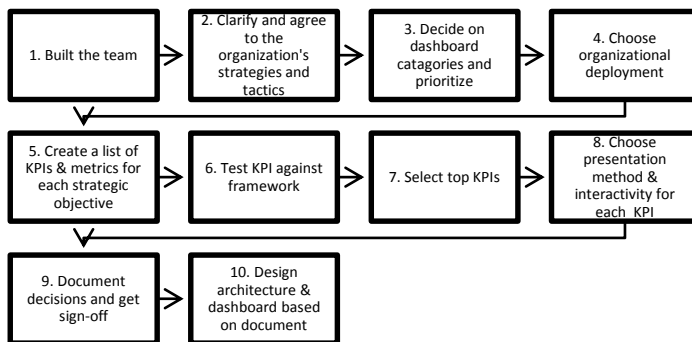 1. Built the team
2. Clarify and agree
to the
organization's
strategies and
tactics
3. Decide on
dashboard
catagories and
prioritize
4. Choose
organizational
deployment
5. Create a list of
KPIs & metrics for
each strategic
objective
6. Test KPI against
framework
7. Select top KPIs
8. Choose
presentation
method &
interactivity for
each KPI
9. Document
decisions and get
sign-off
10. Design
architecture &
dashboard based
on document